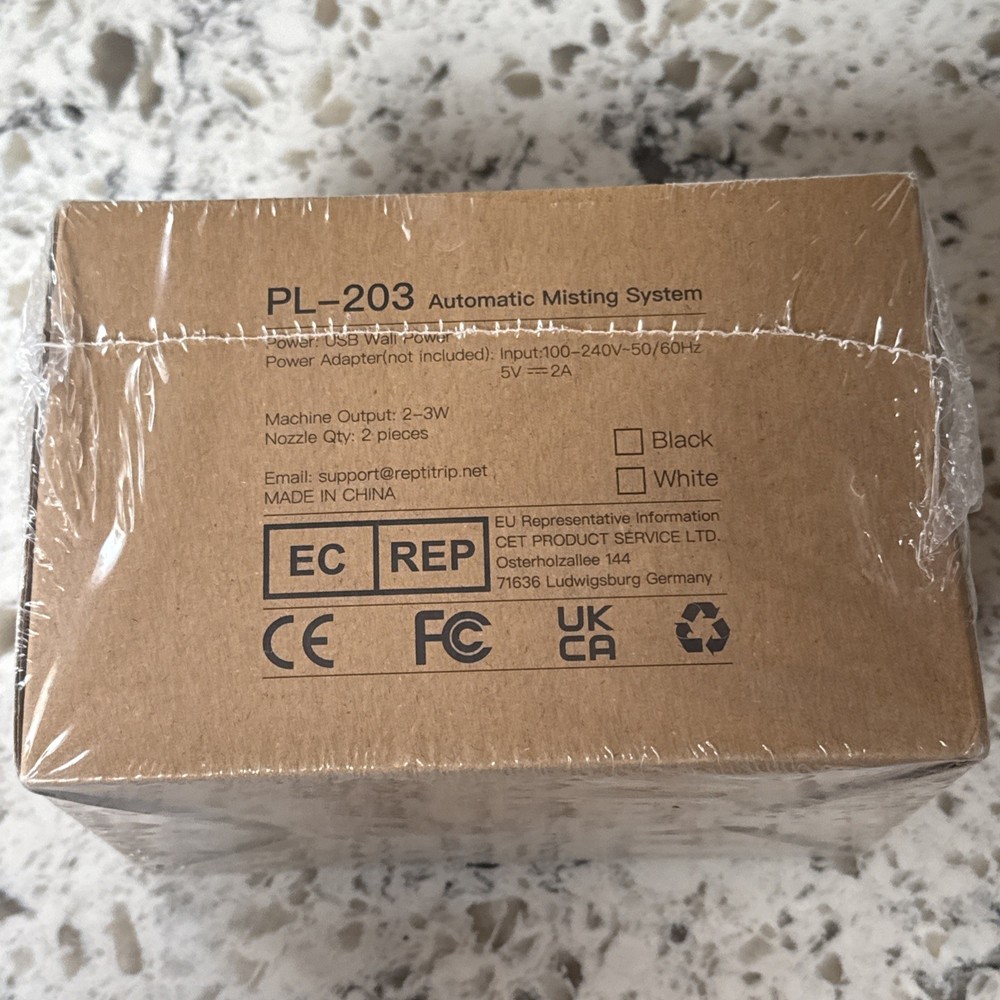 PL-203 Automatic Misting System
Power: USB Wall Power
Power Adapter(not included): Input:100-240V~50/60Hz
5V ⎓ 2A
Machine Output: 2-3W
Nozzle Qty: 2 pieces
Black
White
Email: support@reptitrip.net
MADE IN CHINA
EC REP
EU Representative Information
CET PRODUCT SERVICE LTD.
Osterholzallee 144
71636 Ludwigsburg Germany
CE FC UK
CA